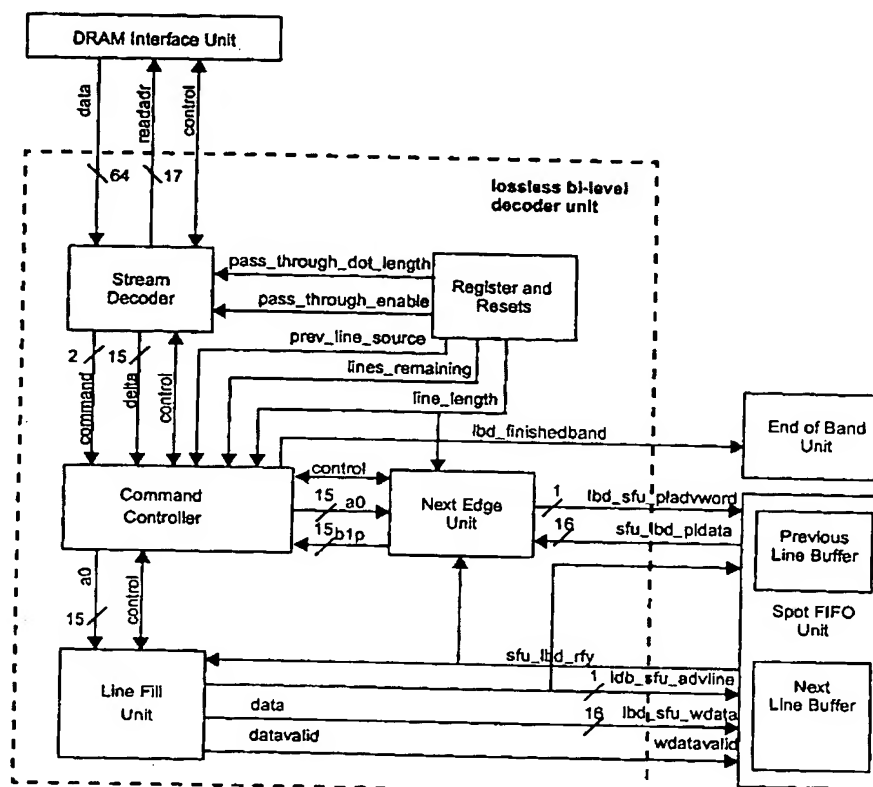 DRAM Interface Unit
data
readadr
control
64
17
lossless bi-level
decoder unit
Stream
Decoder
pass_through_dot_length
pass_through_enable
Register and
Resets
prev_line_source
lines_remaining
line_length
2
15
command
delta
control
lbd_finishedband
End of Band
Unit
Command
Controller
control
15
a0
15
b1p
Next Edge
Unit
1
lbd_sfu_pladvword
16
sfu_lbd_pldata
Previous
Line Buffer
Spot FIFO
Unit
a0
15
control
sfu_lbd_rfy
Line Fill
Unit
1
ldb_sfu_advline
data
16
lbd_sfu_wdata
datavalid
wdatavalid
Next
Line Buffer